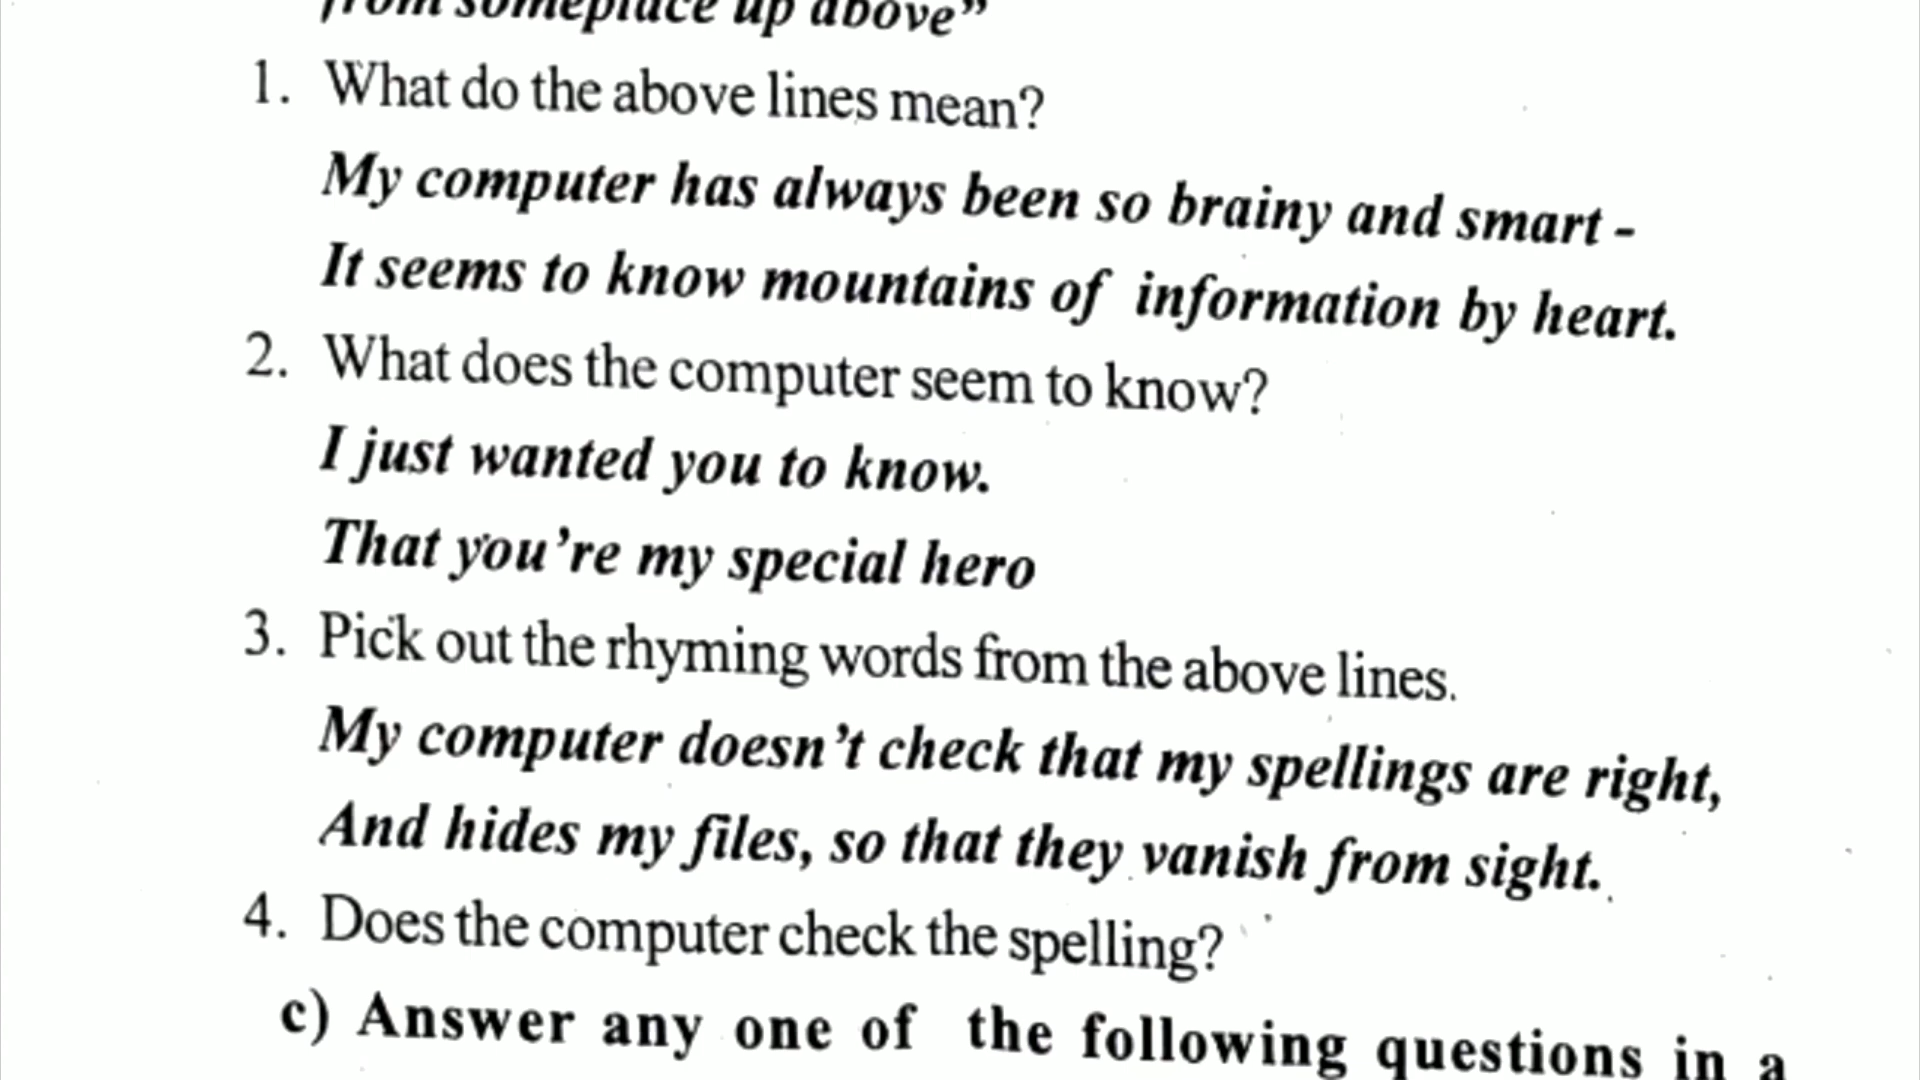 from someplace up above”
1. What do the above lines mean?
My computer has always been so brainy and smart -
It seems to know mountains of information by heart.
2. What does the computer seem to know?
I just wanted you to know.
That you’re my special hero
3. Pick out the rhyming words from the above lines.
My computer doesn’t check that my spellings are right,
And hides my files, so that they vanish from sight.
4. Does the computer check the spelling?
c) Answer any one of the following questions in a